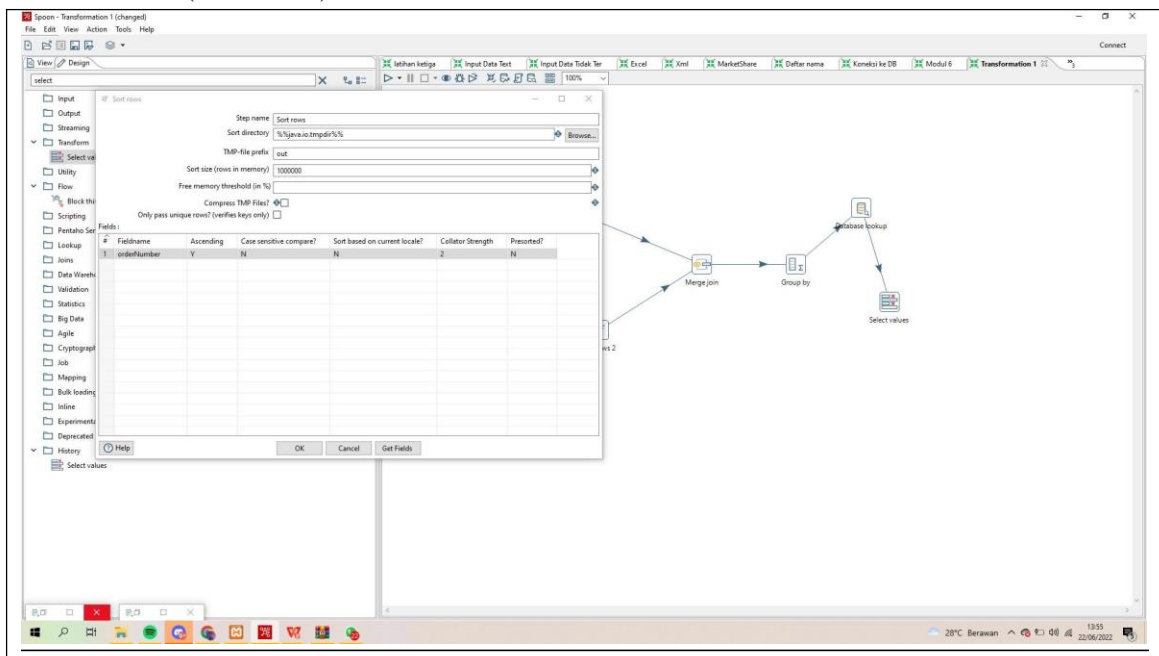 Spoon - Transformation 1 (changed)
File Edit View Action Tools Help
Connect
View Design
latihan ketiga Input Data Text Input Data Tidak Ter Excel Xml MarketShare Daftar nama Koneksi ke DB Modul 6 Transformation 1
select
100%
Input
Output
Streaming
Transform
Select va
Utility
Flow
Block thi
Scripting
Pentaho Ser
Lookup
Joins
Data Wareh
Validation
Statistics
Big Data
Agile
Cryptograph
Job
Mapping
Bulk loading
Inline
Experimenta
Deprecated
History
Select values
Sort rows
Step name Sort rows
Sort directory %%java.io.tmpdir%% Browse...
TMP-file prefix out
Sort size (rows in memory) 1000000
Free memory threshold (in %)
Compress TMP Files?
Only pass unique rows? (verifies keys only)
Fields :
# Fieldname Ascending Case sensitive compare? Sort based on current locale? Collator Strength Presorted?
1 orderNumber Y N N 2 N
Help OK Cancel Get Fields
Database lookup
Merge join
Group by
Select values
ws 2
28°C Berawan
13:55
22/06/2022